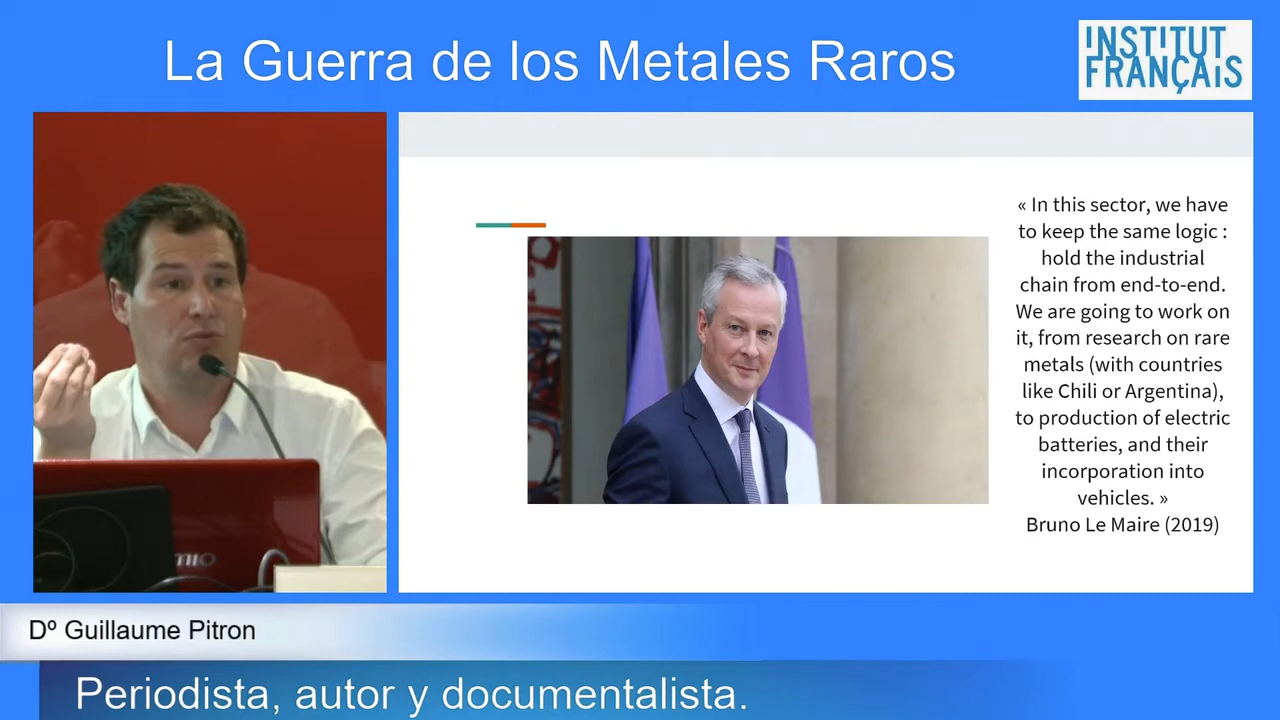 La Guerra de los Metales Raros
INSTITUT
FRANÇAIS
« In this sector, we have
to keep the same logic :
hold the industrial
chain from end-to-end.
We are going to work on
it, from research on rare
metals (with countries
like Chili or Argentina),
to production of electric
batteries, and their
incorporation into
vehicles. »
Bruno Le Maire (2019)
Dº Guillaume Pitron
Periodista, autor y documentalista.